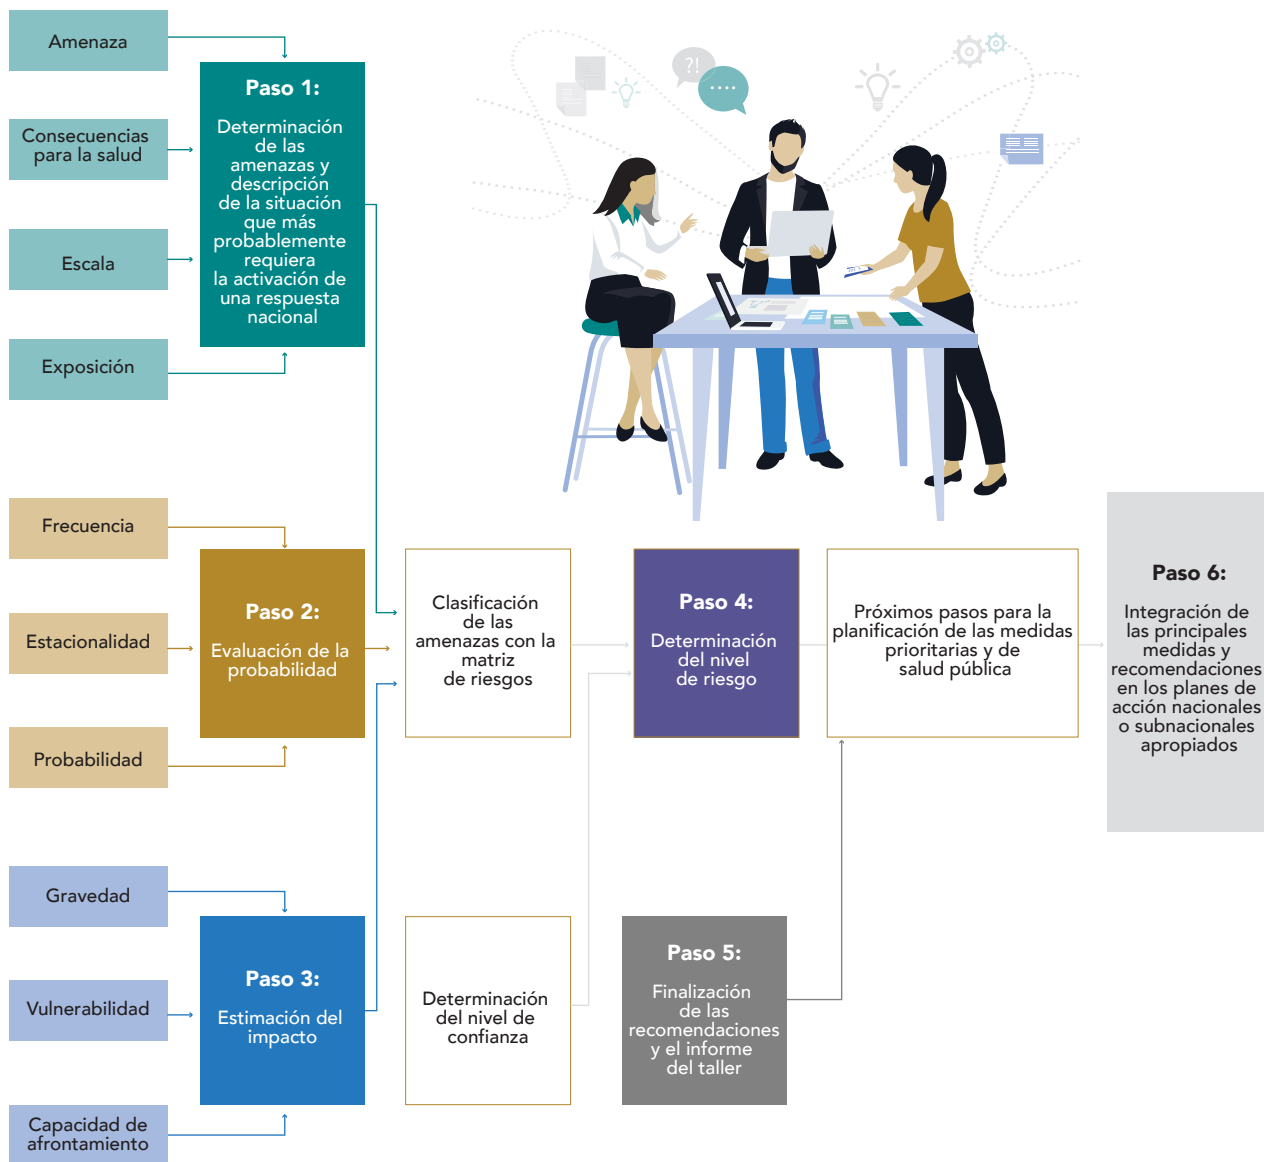 Amenaza
Consecuencias
para la salud
Escala
Exposición
Paso 1:
Determinación
de las
amenazas y
descripción
de la situación
que más
probablemente
requiera
la activación de
una respuesta
nacional
?!
Frecuencia
Estacionalidad
Probabilidad
Paso 2:
Evaluación de la
probabilidad
Clasificación
de las
amenazas con la
matriz
de riesgos
Paso 4:
Determinación
del nivel
de riesgo
Próximos pasos para la
planificación de las medidas
prioritarias y de
salud pública
Paso 6:
Integración de
las principales
medidas y
recomendaciones
en los planes de
acción nacionales
o subnacionales
apropiados
Gravedad
Vulnerabilidad
Capacidad de
afrontamiento
Paso 3:
Estimación del
impacto
Determinación
del nivel de
confianza
Paso 5:
Finalización
de las
recomendaciones
y el informe
del taller